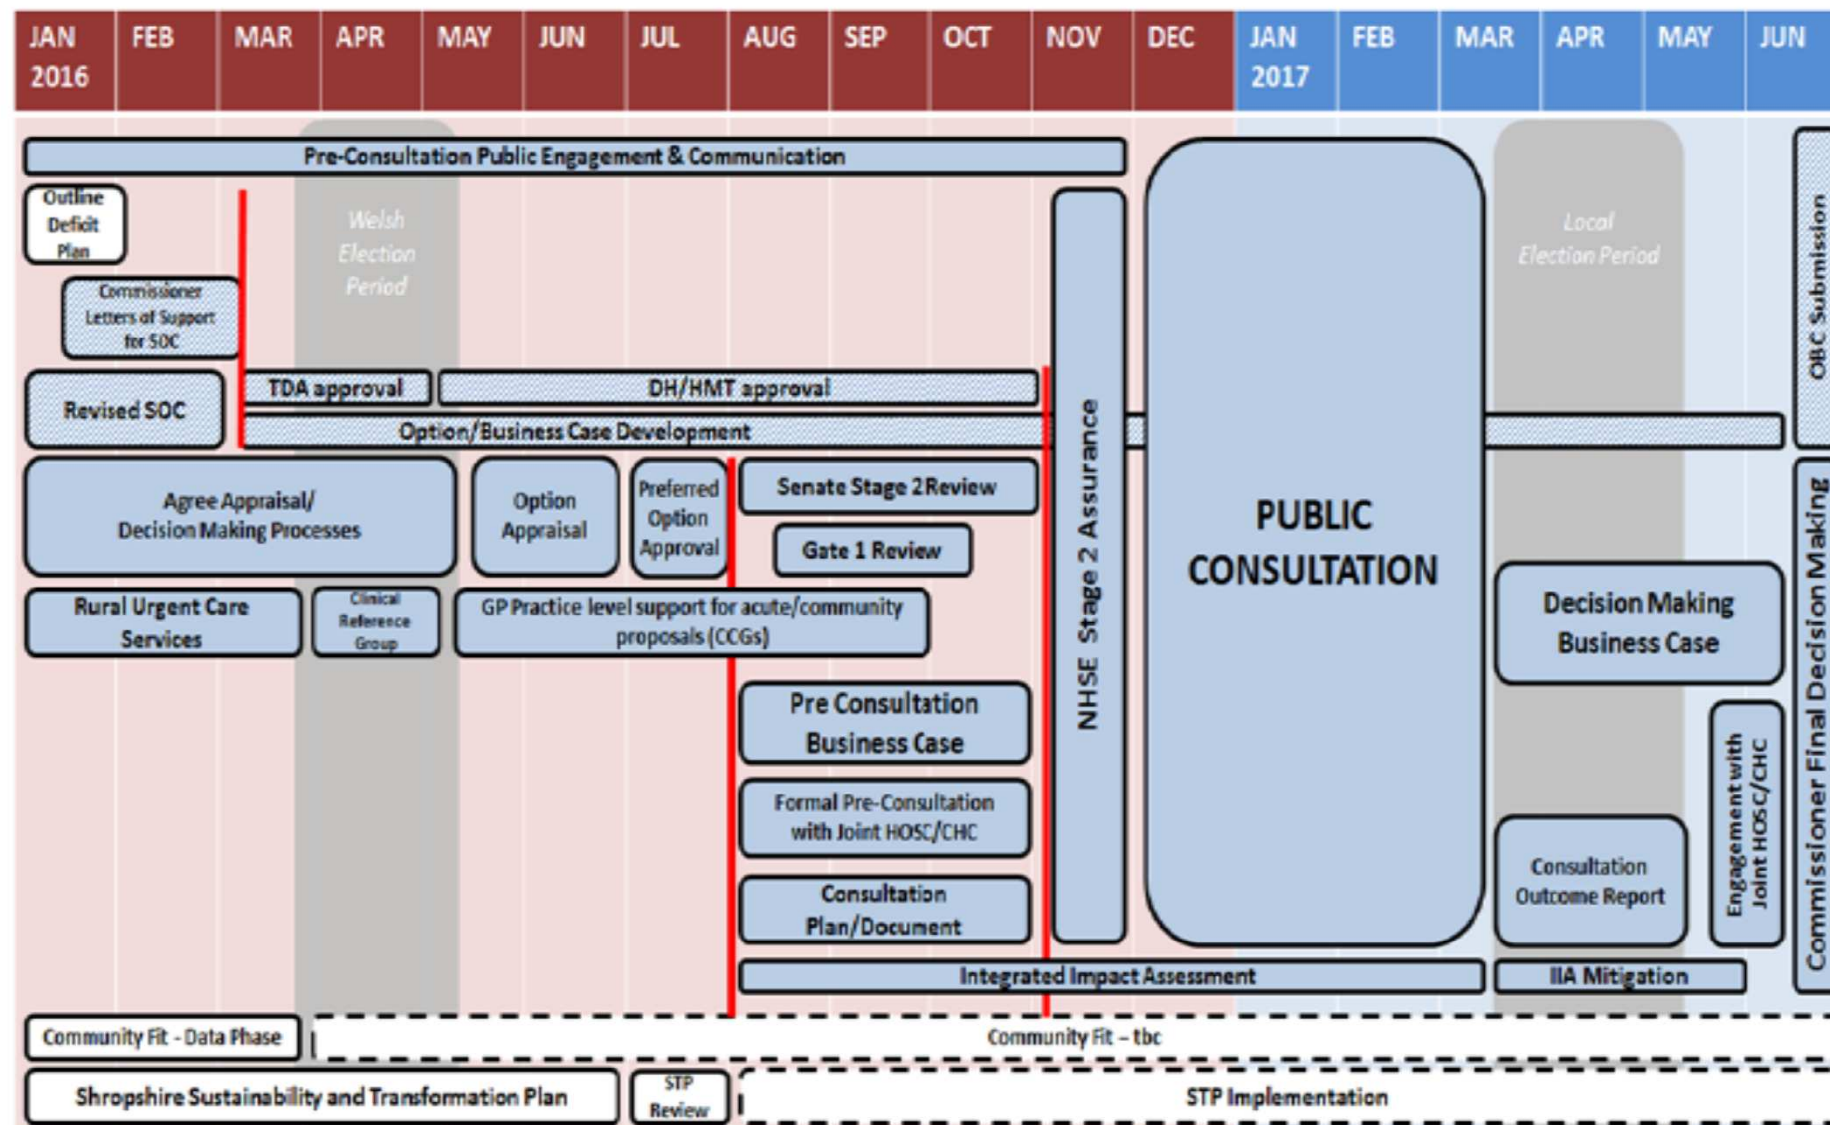 JAN FEB MAR APR MAY JUN JUL AUG SEP OCT NOV DEC JAN FEB MAR APR MAY JUN
2016 2017
Pre-Consultation Public Engagement & Communication
Outline
Deficit
Plan
Welsh
Election
Period
Local
Election Period
Commissioner
Letters of Support
for SOC
Revised SOC
TDA approval
DH/HMT approval
Option/Business Case Development
OBC Submission
NHSE Stage 2 Assurance
PUBLIC
CONSULTATION
Agree Appraisal/
Decision Making Processes
Option
Appraisal
Preferred
Option
Approval
Senate Stage 2Review
Gate 1 Review
Rural Urgent Care
Services
Clinical
Reference
Group
GP Practice level support for acute/community
proposals (CCGs)
Decision Making
Business Case
Commissioner Final Decision Making
Pre Consultation
Business Case
Formal Pre-Consultation
with Joint HOSC/CHC
Consultation
Plan/Document
Consultation
Outcome Report
Engagement with
Joint HOSC/CHC
Integrated Impact Assessment
IIA Mitigation
Community Fit - Data Phase
Community Fit – tbc
Shropshire Sustainability and Transformation Plan
STP
Review
STP Implementation